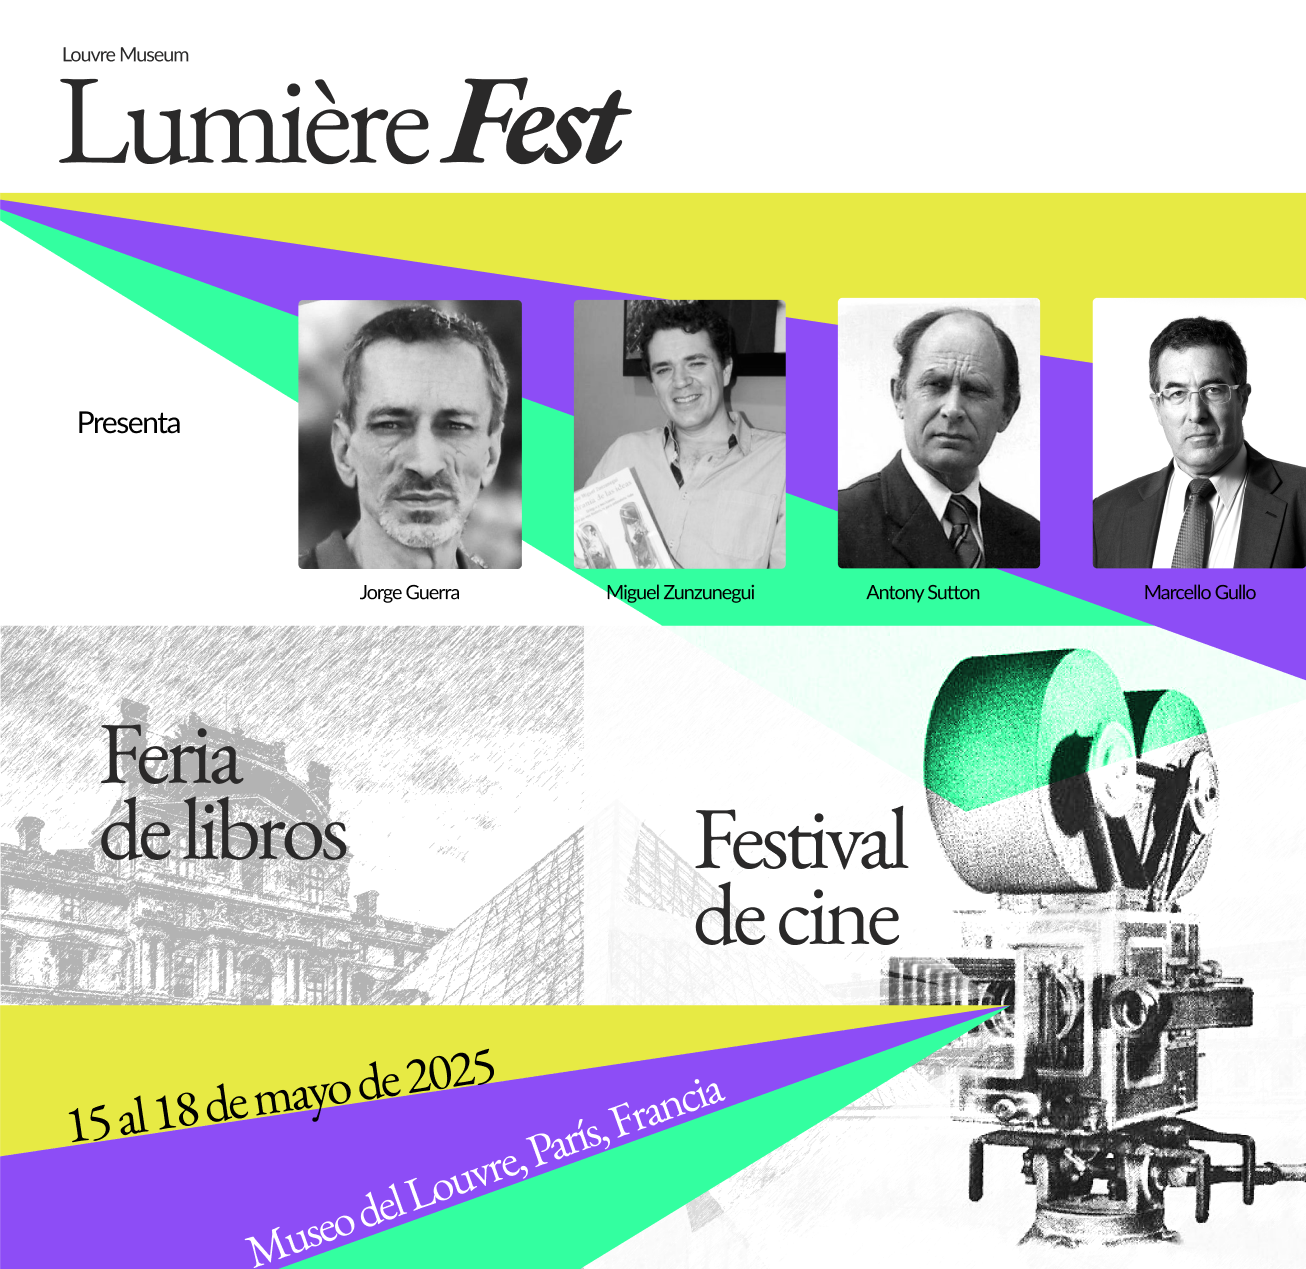 Louvre Museum
Lumière Fest
Presenta
Jorge Guerra
Miguel Zunzunegui
Antony Sutton
Marcello Gullo
Feria
de libros
Festival
de cine
15 al 18 de mayo de 2025
Museo del Louvre, París, Francia